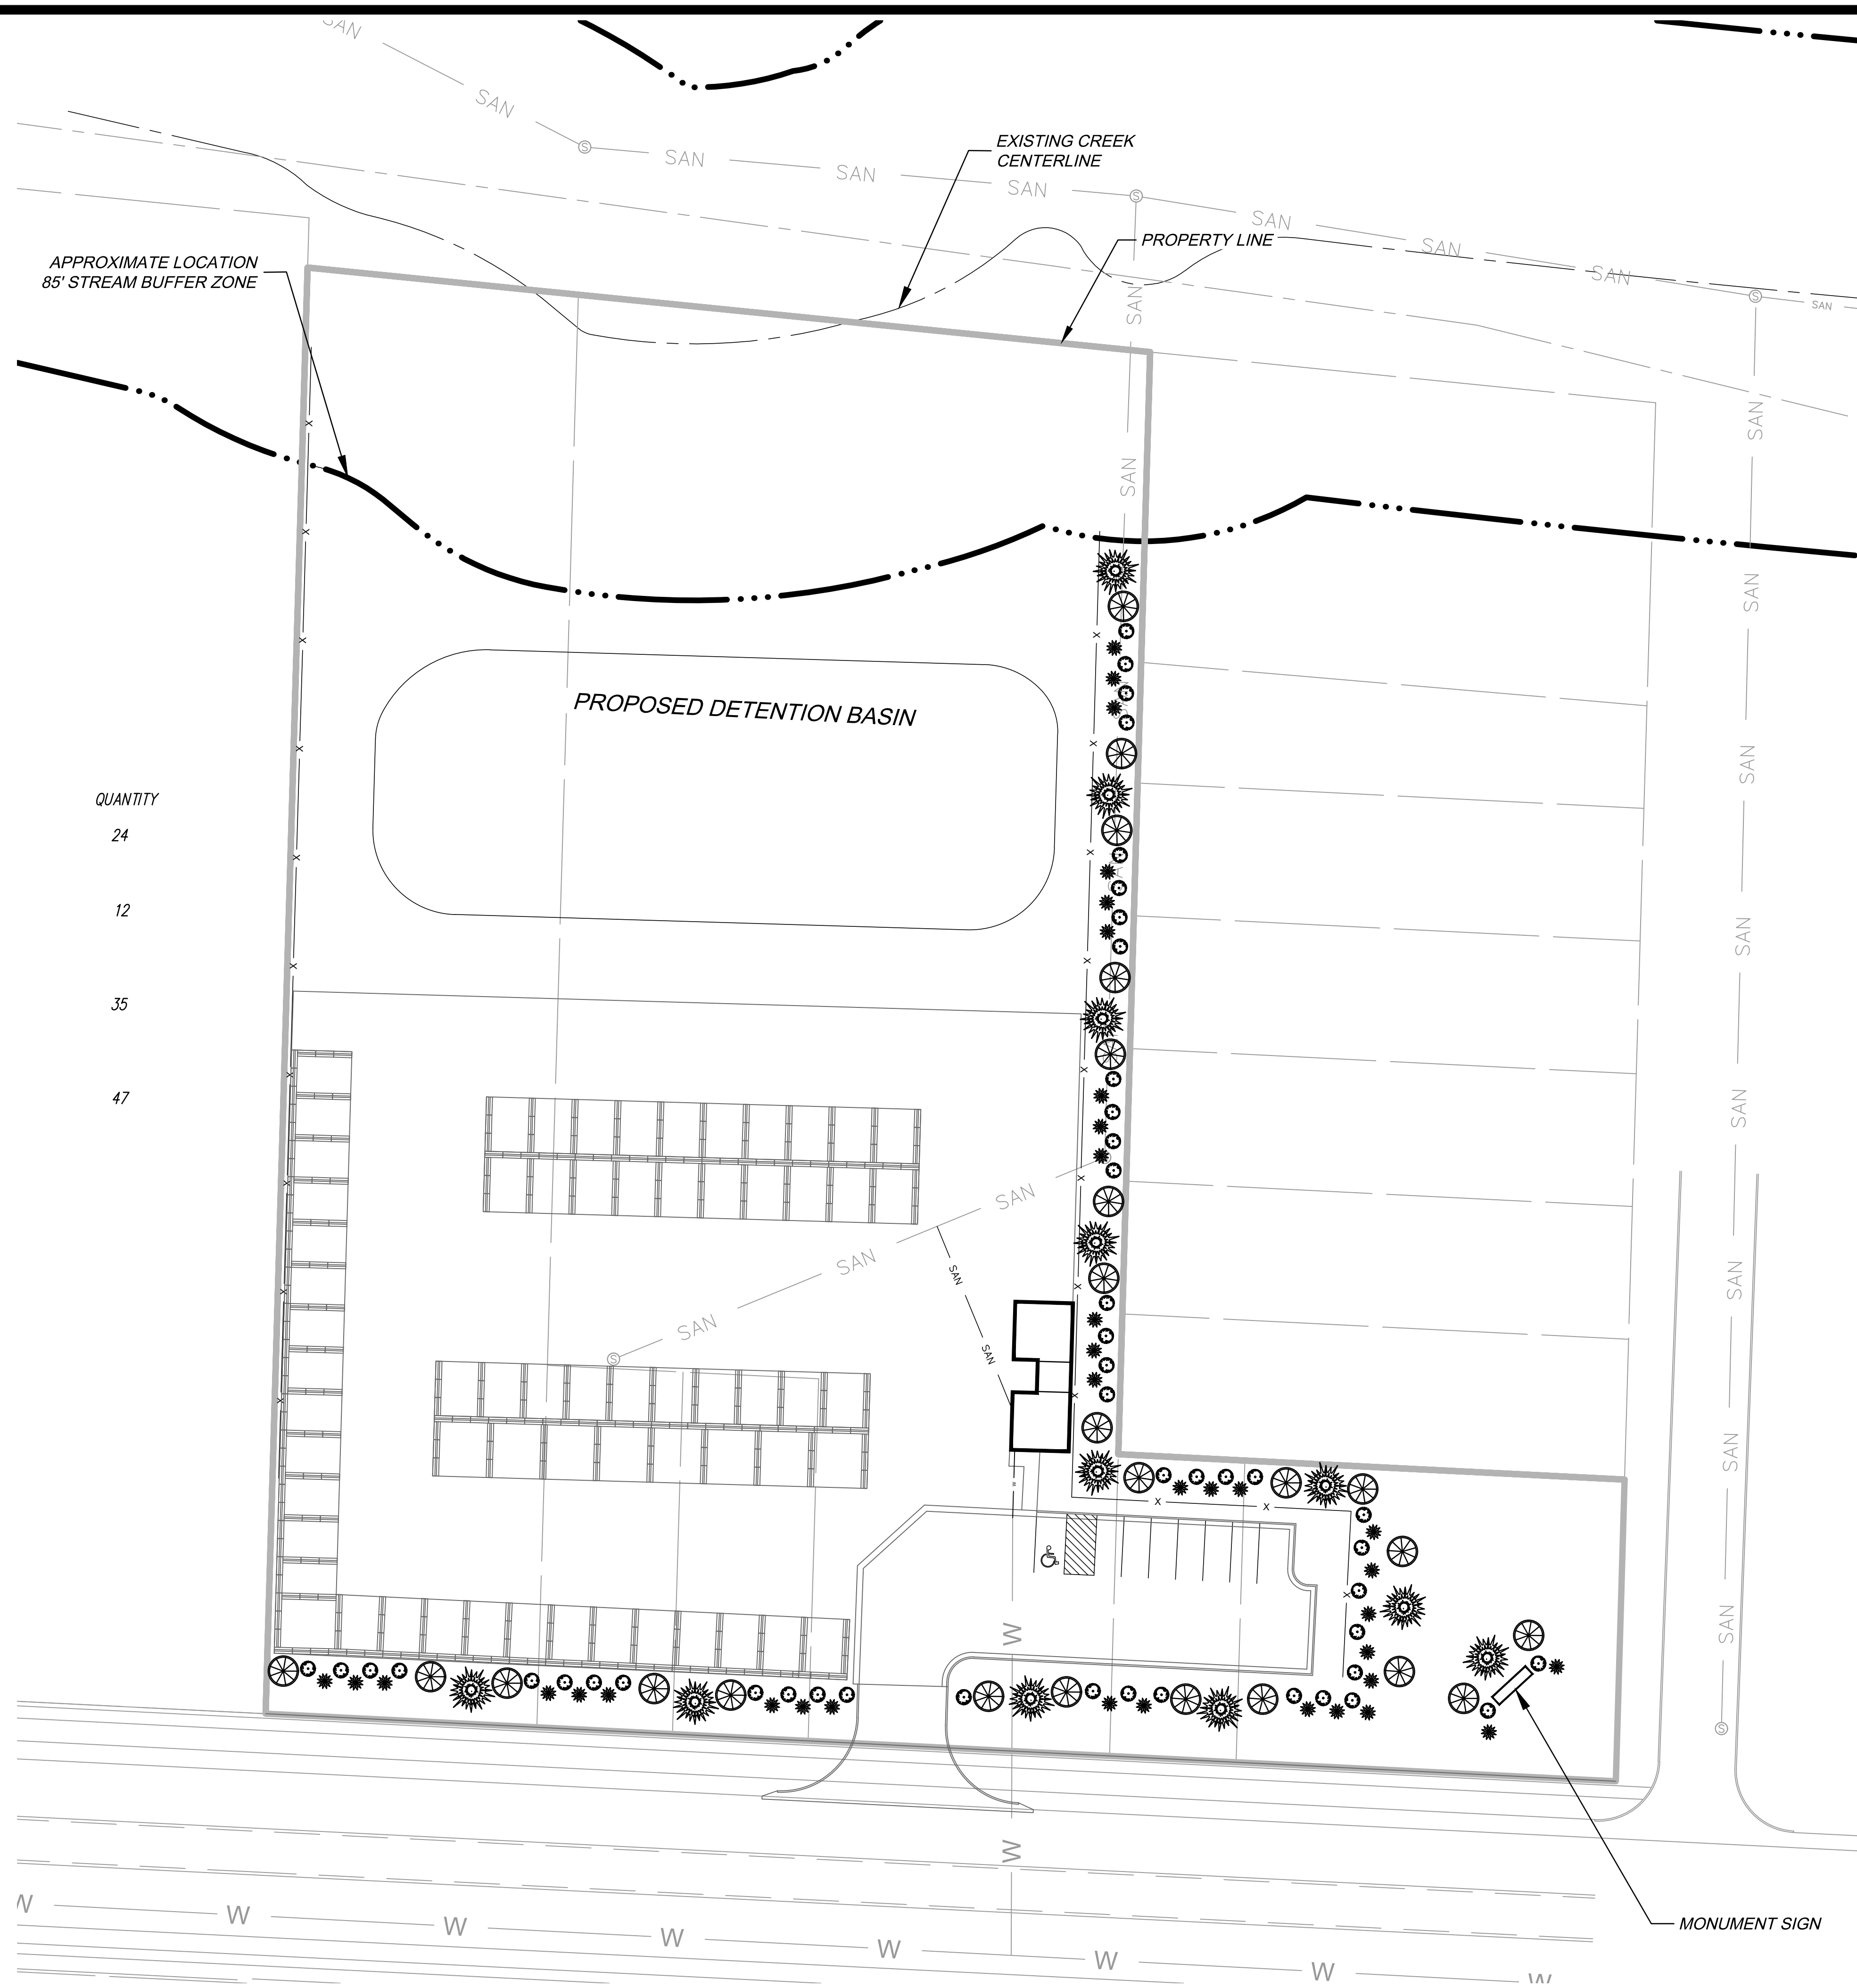 SAN
SAN
SAN
SAN
SAN
SAN
SAN
SAN
SAN
S
S
S
EXISTING CREEK
CENTERLINE
PROPERTY LINE
APPROXIMATE LOCATION
85' STREAM BUFFER ZONE
SAN
SAN
SAN
SAN
SAN
SAN
SAN
SAN
SAN
SAN
SAN
SAN
S
PROPOSED DETENTION BASIN
QUANTITY
24
12
35
47
SAN
SAN
SAN
SAN
SAN
S
W
W
W
W
W
W
W
W
W
W
MONUMENT SIGN